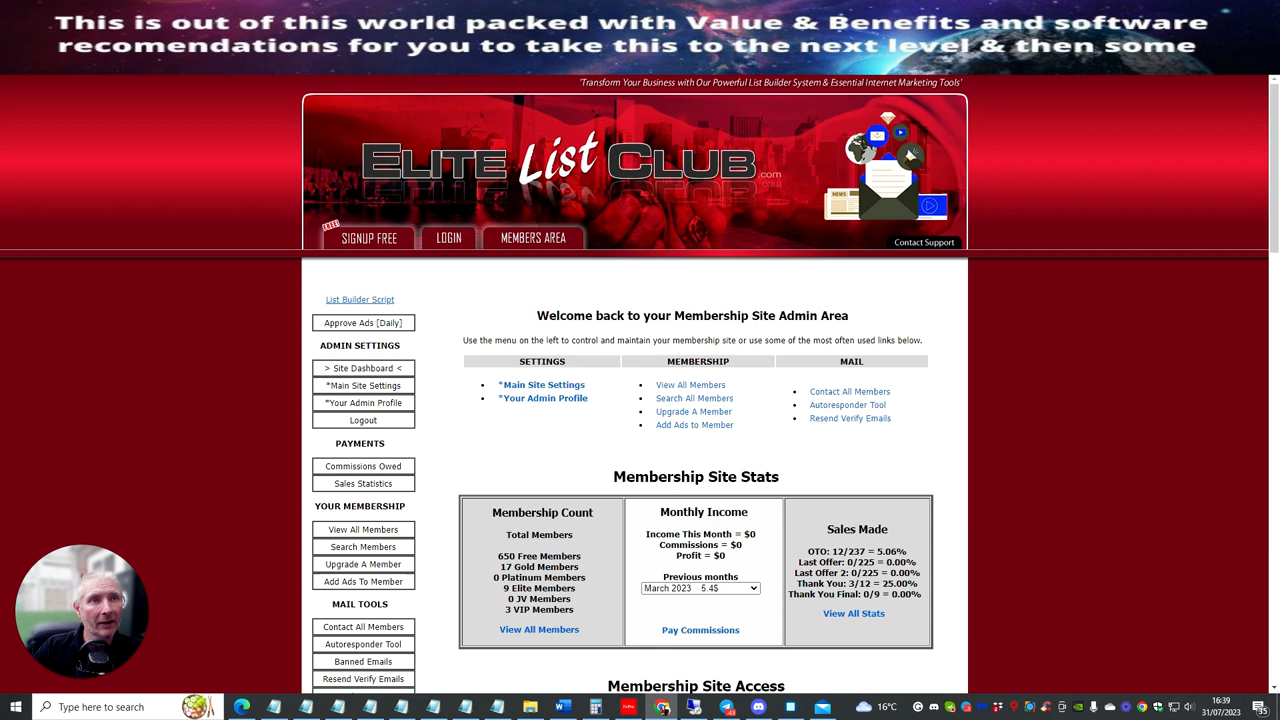 This is out of this world packed with Value & Benefits and software
recomendations for you to take this to the next level & then some
'Transform Your Business with Our Powerful List Builder System & Essential Internet Marketing Tools'
ELITE List CLUB.com
NEWS
FREE!
SIGNUP FREE
LOGIN
MEMBERS AREA
Contact Support
List Builder Script
Approve Ads [Daily]
ADMIN SETTINGS
> Site Dashboard <
*Main Site Settings
*Your Admin Profile
Logout
PAYMENTS
Commissions Owed
Sales Statistics
YOUR MEMBERSHIP
View All Members
Search Members
Upgrade A Member
Add Ads To Member
MAIL TOOLS
Contact All Members
Autoresponder Tool
Banned Emails
Resend Verify Emails
Welcome back to your Membership Site Admin Area
Use the menu on the left to control and maintain your membership site or use some of the most often used links below.
SETTINGS
*Main Site Settings
*Your Admin Profile
MEMBERSHIP
View All Members
Search All Members
Upgrade A Member
Add Ads to Member
MAIL
Contact All Members
Autoresponder Tool
Resend Verify Emails
Membership Site Stats
Membership Count
Total Members
650 Free Members
17 Gold Members
0 Platinum Members
9 Elite Members
0 JV Members
3 VIP Members
View All Members
Monthly Income
Income This Month = $0
Commissions = $0
Profit = $0
Previous months
March 2023 5.4$
Pay Commissions
Sales Made
OTO: 12/237 = 5.06%
Last Offer: 0/225 = 0.00%
Last Offer 2: 0/225 = 0.00%
Thank You: 3/12 = 25.00%
Thank You Final: 0/9 = 0.00%
View All Stats
Membership Site Access
Type here to search
16°C
16:39
31/07/2023